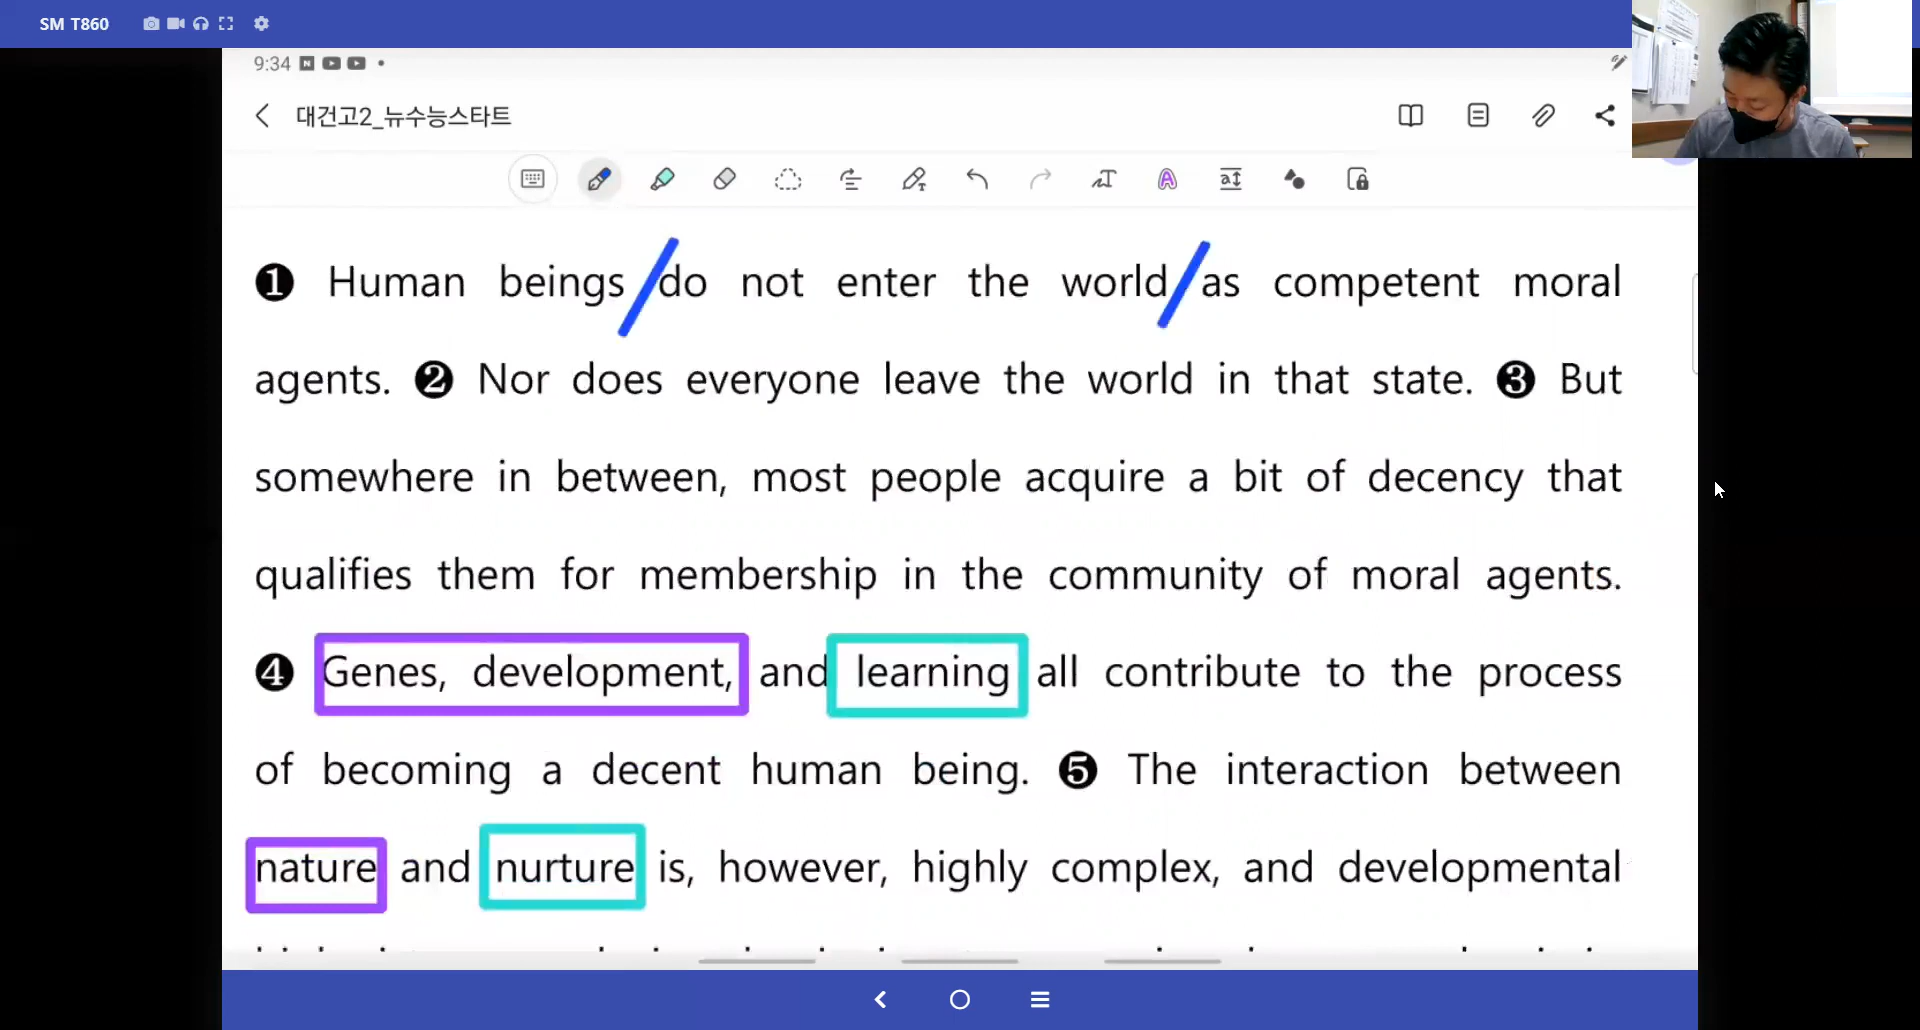 SM T860
9:34
대건고2_뉴수능스타트
❶ Human beings do not enter the world as competent moral
agents. ❷ Nor does everyone leave the world in that state. ❸ But
somewhere in between, most people acquire a bit of decency that
qualifies them for membership in the community of moral agents.
❹ Genes, development, and learning all contribute to the process
of becoming a decent human being. ❺ The interaction between
nature and nurture is, however, highly complex, and developmental